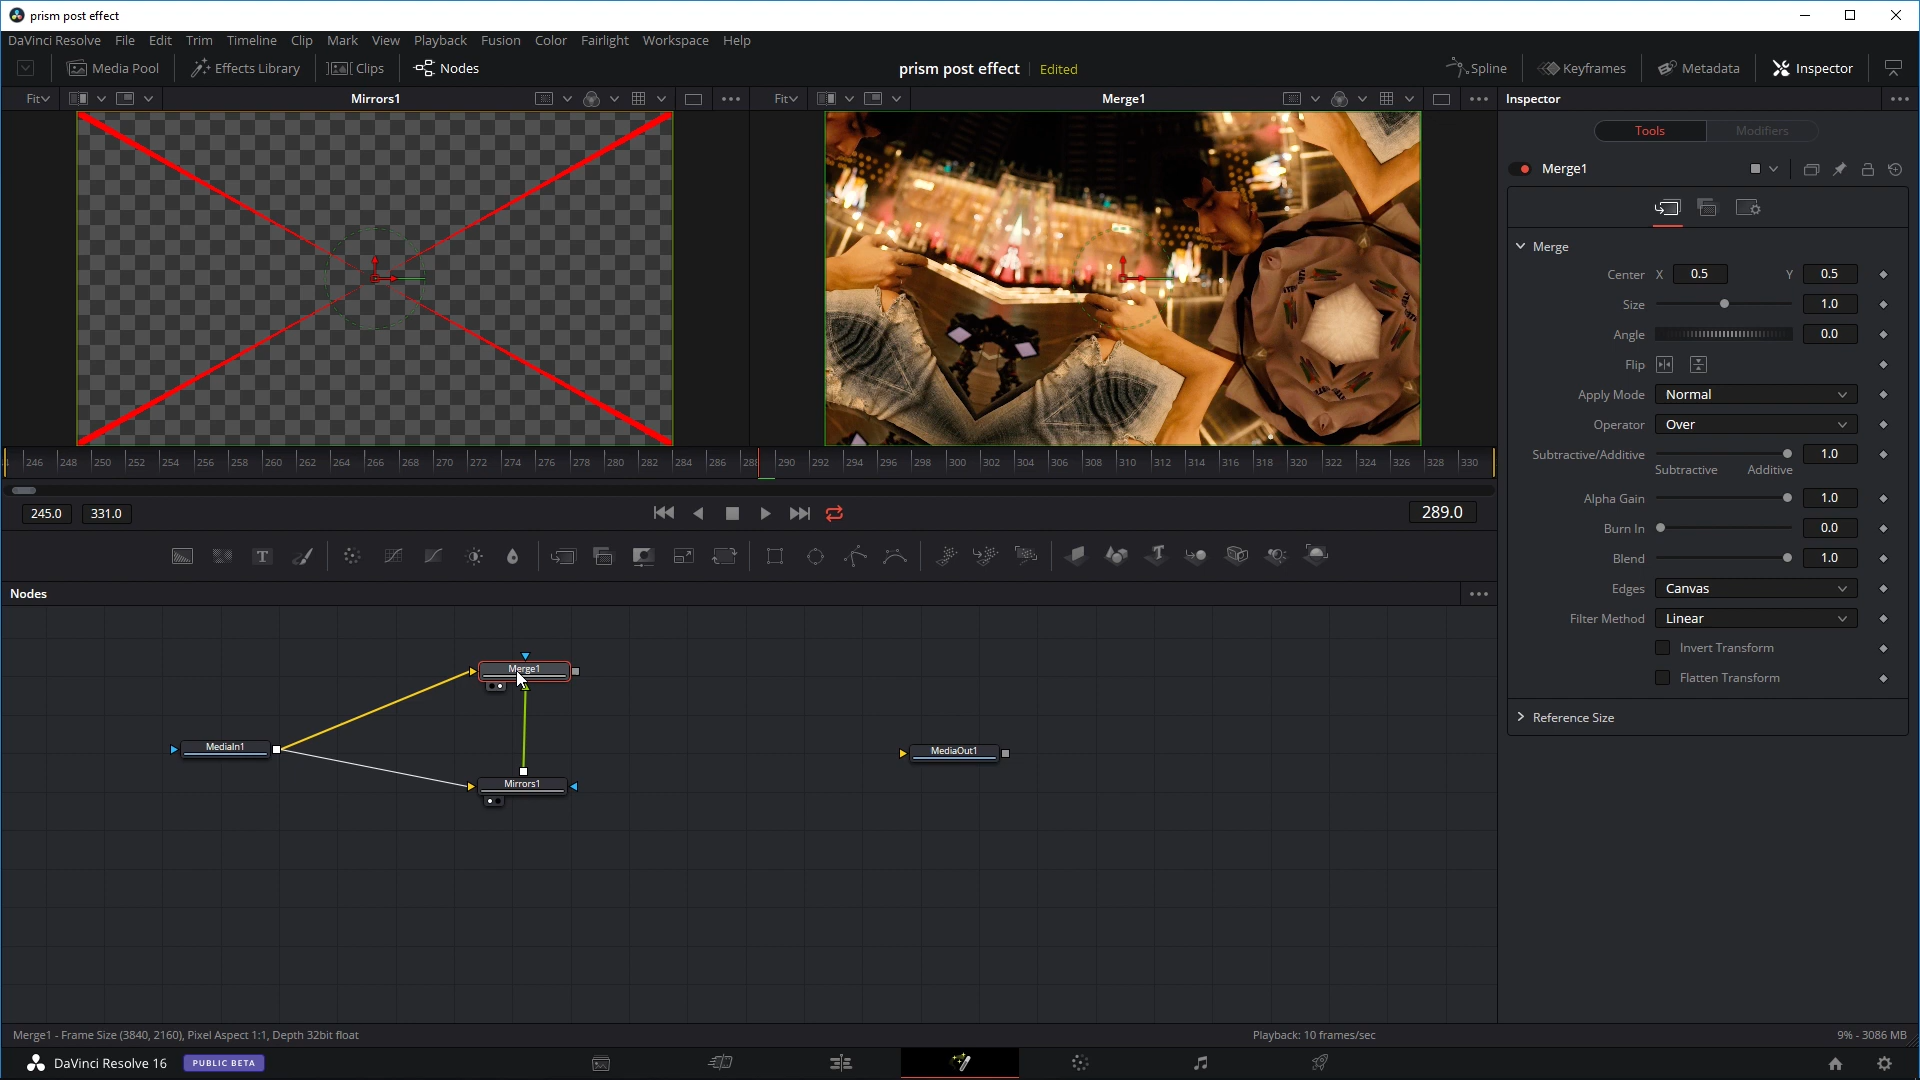 prism post effect
DaVinci Resolve File Edit Trim Timeline Clip Mark View Playback Fusion Color Fairlight Workspace Help
Media Pool Effects Library Clips Nodes prism post effect Edited Spline Keyframes Metadata Inspector
Fit Mirrors1 Fit Merge1 Inspector
Tools Modifiers
Merge1
Merge
Center X 0.5 Y 0.5
Size 1.0
Angle 0.0
Flip
Apply Mode Normal
Operator Over
Subtractive/Additive 1.0
Subtractive Additive
Alpha Gain 1.0
Burn In 0.0
Blend 1.0
Edges Canvas
Filter Method Linear
Invert Transform
Flatten Transform
Reference Size
246 248 250 252 254 256 258 260 262 264 266 268 270 272 274 276 278 280 282 284 286 288 290 292 294 296 298 300 302 304 306 308 310 312 314 316 318 320 322 324 326 328 330
245.0 331.0 289.0
Nodes
Merge1
MediaIn1
MediaOut1
Mirrors1
Merge1 - Frame Size (3840, 2160), Pixel Aspect 1:1, Depth 32bit float Playback: 10 frames/sec 9% - 3086 MB
DaVinci Resolve 16 PUBLIC BETA